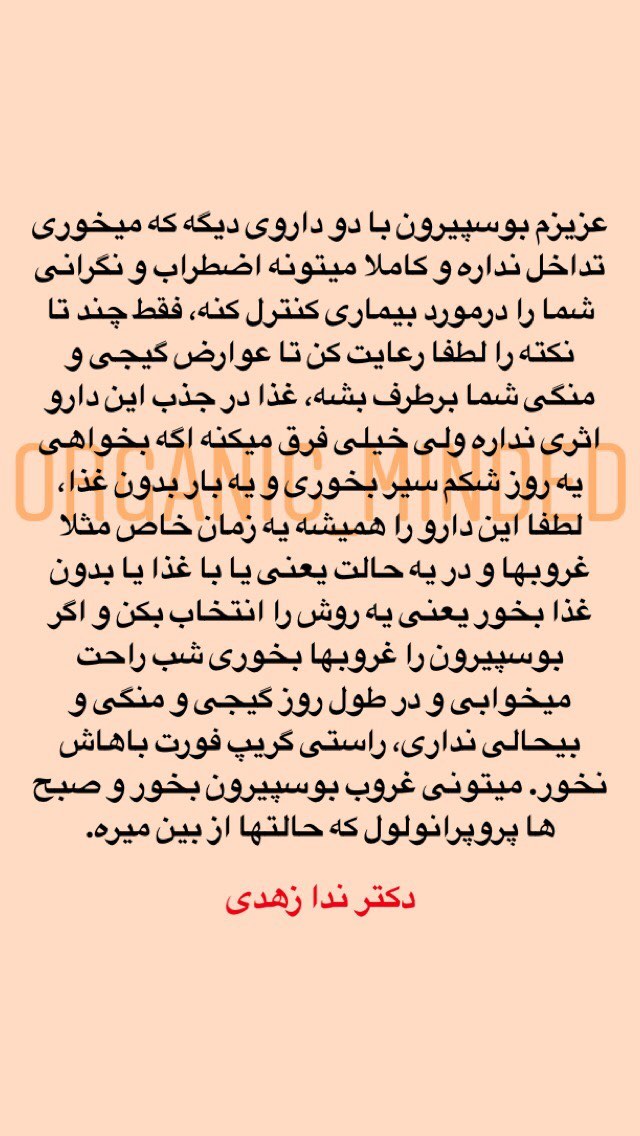 عزیزم بوسپیرون با دو داروی دیگه که میخوری
تداخل نداره و کاملا میتونه اضطراب و نگرانی
شما را درمورد بیماری کنترل کنه، فقط چند تا
نکته را لطفا رعایت کن تا عوارض گیجی و
منگی شما برطرف بشه، غذا در جذب این دارو
اثری نداره ولی خیلی فرق میکنه اگه بخواهی
ORGANIC_MINDED
یه روز شکم سیر بخوری و یه بار بدون غذا،
لطفا این دارو را همیشه یه زمان خاص مثلا
غروبها و در یه حالت یعنی یا با غذا یا بدون
غذا بخور یعنی یه روش را انتخاب بکن و اگر
بوسپیرون را غروبها بخوری شب راحت
میخوابی و در طول روز گیجی و منگی و
بیحالی نداری، راستی گریپ فورت باهاش
نخور. میتونی غروب بوسپیرون بخور و صبح
ها پروپرانولول که حالتها از بین میره.
دکتر ندا زهدی